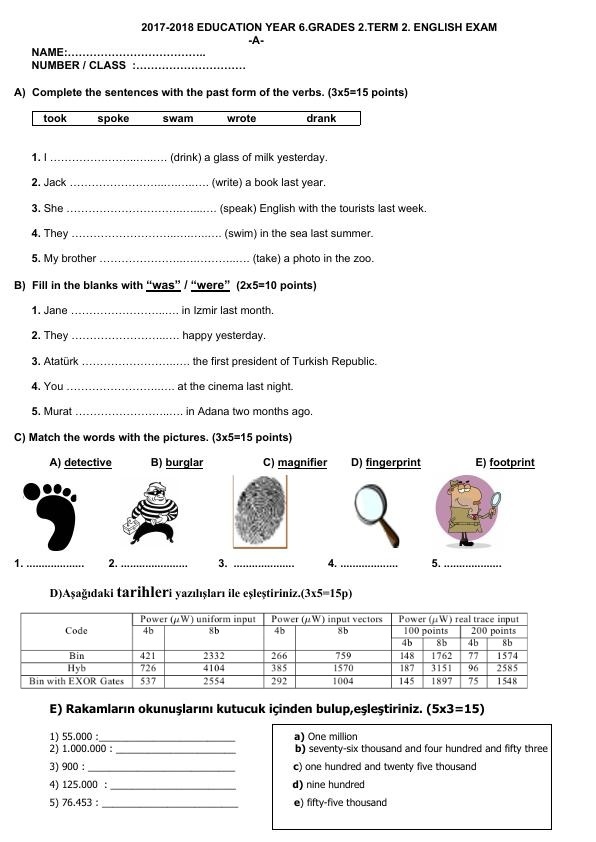 2017-2018 EDUCATION YEAR 6.GRADES 2.TERM 2. ENGLISH EXAM
-A-
NAME:………………………………..
NUMBER / CLASS :…………………………
A) Complete the sentences with the past form of the verbs. (3x5=15 points)
took spoke swam wrote drank
1. I …………………..…..…. (drink) a glass of milk yesterday.
2. Jack ……………………...…..…..…. (write) a book last year.
3. She ………………………..…...…. (speak) English with the tourists last week.
4. They ………………………..…..…..…. (swim) in the sea last summer.
5. My brother ……………………..…………..…. (take) a photo in the zoo.
B) Fill in the blanks with “was” / “were” (2x5=10 points)
1. Jane ……………………..…. in Izmir last month.
2. They ……………………..…. happy yesterday.
3. Atatürk ……………………..…. the first president of Turkish Republic.
4. You …………………..…. at the cinema last night.
5. Murat ……………………..…. in Adana two months ago.
C) Match the words with the pictures. (3x5=15 points)
A) detective B) burglar C) magnifier D) fingerprint E) footprint
1. ................... 2. ...................... 3. .................... 4. ................... 5. ...................
D)Aşağıdaki tarihleri yazılışları ile eşleştiriniz.(3x5=15p)
Code Power (μW) uniform input Power (μW) input vectors Power (μW) real trace input
4b 8b 4b 8b 100 points 200 points
4b 8b 4b 8b
Bin 421 2332 266 759 148 1762 77 1574
Hyb 726 4104 385 1570 187 3151 96 2585
Bin with EXOR Gates 537 2554 292 1004 145 1897 75 1548
E) Rakamların okunuşlarını kutucuk içinden bulup,eşleştiriniz. (5x3=15)
1) 55.000 :_________________________
2) 1.000.000 : ______________________
3) 900 : ___________________________
4) 125.000 : _______________________
5) 76.453 : _________________________
a) One million
b) seventy-six thousand and four hundred and fifty three
c) one hundred and twenty five thousand
d) nine hundred
e) fifty-five thousand